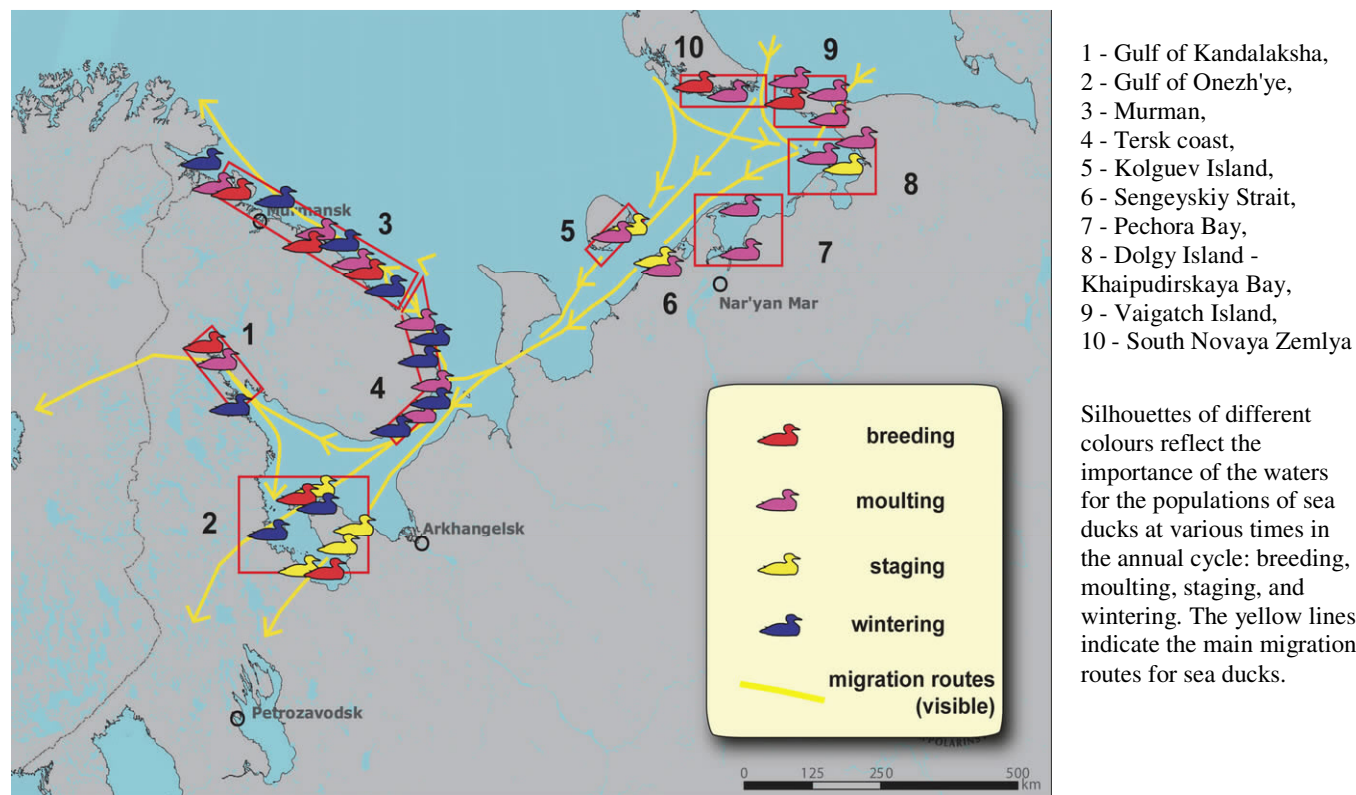 10
9
8
3
5
7
6
1
4
2
Murmansk
Nar'yan Mar
Arkhangelsk
Petrozavodsk
breeding
moulting
staging
wintering
migration routes
(visible)
0 125 250 500
km
1 - Gulf of Kandalaksha,
2 - Gulf of Onezh'ye,
3 - Murman,
4 - Tersk coast,
5 - Kolguev Island,
6 - Sengeyskiy Strait,
7 - Pechora Bay,
8 - Dolgy Island -
Khaipudirskaya Bay,
9 - Vaigatch Island,
10 - South Novaya Zemlya
Silhouettes of different
colours reflect the
importance of the waters
for the populations of sea
ducks at various times in
the annual cycle: breeding,
moulting, staging, and
wintering. The yellow lines
indicate the main migration
routes for sea ducks.